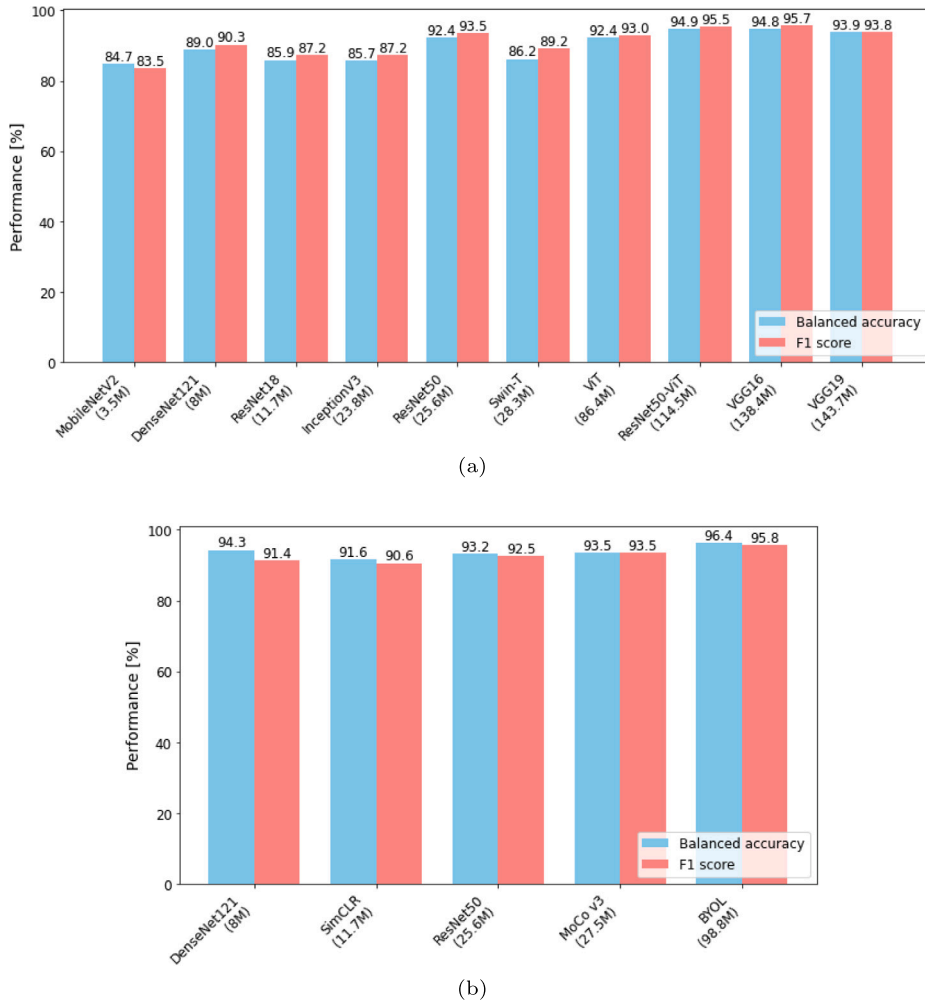 100
80
60
40
20
0
Performance [%]
84.7 83.5
89.0 90.3
85.9 87.2
85.7 87.2
92.4 93.5
86.2 89.2
92.4 93.0
94.9 95.5
94.8 95.7
93.9 93.8
Balanced accuracy
F1 score
MobileNetV2
(3.5M)
DenseNet121
(8M)
ResNet18
(11.7M)
InceptionV3
(23.8M)
ResNet50
(25.6M)
Swin-T
(28.3M)
ViT
(86.4M)
ResNet50-ViT
(114.5M)
VGG16
(138.4M)
VGG19
(143.7M)
(a)
100
80
60
40
20
0
Performance [%]
94.3 91.4
91.6 90.6
93.2 92.5
93.5 93.5
96.4 95.8
Balanced accuracy
F1 score
DenseNet121
(8M)
SimCLR
(11.7M)
ResNet50
(25.6M)
MoCo v3
(27.5M)
BYOL
(98.8M)
(b)